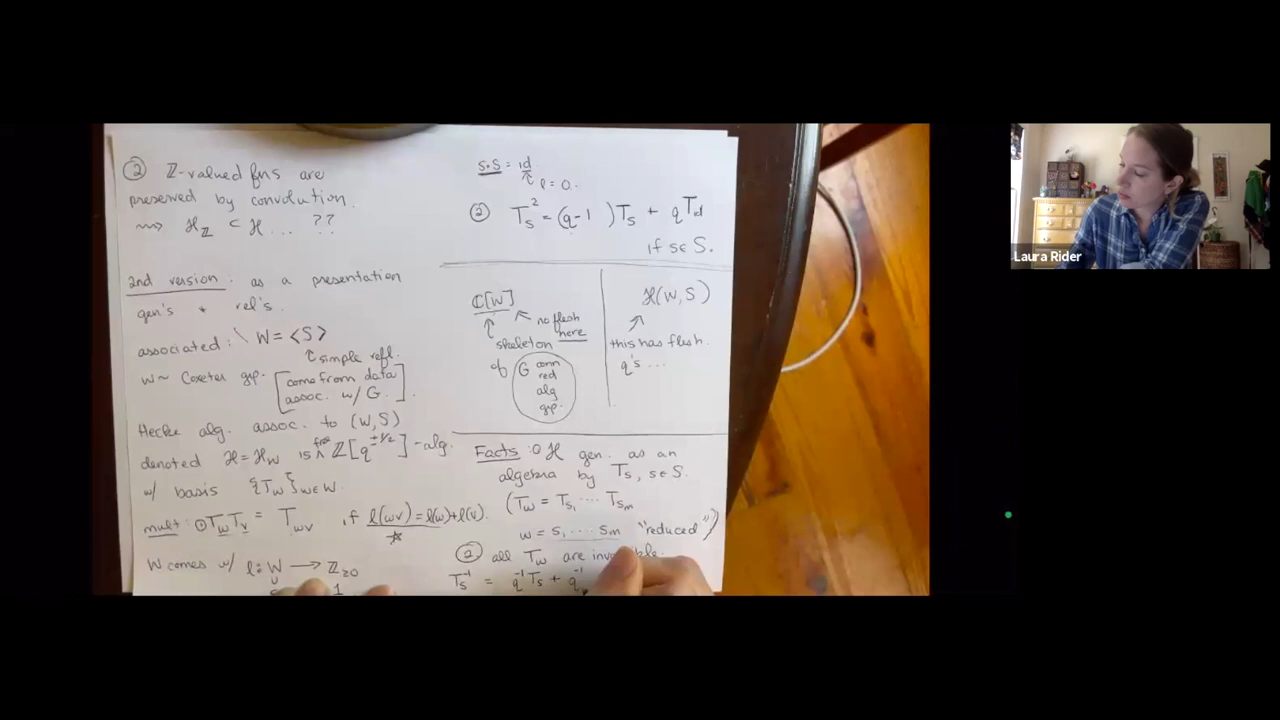 ② ℤ-valued fns are
preserved by convolution.
⇝ ℋ_ℤ ⊂ ℋ ... ??
2nd version: as a presentation
gen's + rel's.
associated: W = <S>
↑ simple refl.
W ~ Coxeter grp. [come from data
assoc. w/ G.]
Hecke alg. assoc. to (W, S)
denoted ℋ = ℋ_W is free ℤ[q^{±1/2}]-alg.
w/ basis {T_w}_{w∈W}.
mult: ① T_w T_v = T_{wv}, if l(wv) = l(w) + l(v).
☆
W comes w/ l: W → ℤ_{≥0}
1
s·s = id
↑ l = 0.
② T_s^2 = (q-1) T_s + q T_id
if s ∈ S.
ℂ[W]
↑ ↖ no flesh
here
skeleton
of G conn
red
alg
grp.
ℋ(W, S)
↗
this has flesh.
q's ...
Facts: ① ℋ gen. as an
algebra by T_s, s∈S.
(T_w = T_{s_1} ... T_{s_m}
w = s_1 ... s_m "reduced")
② all T_w are
T_s^{-1} = q^{-1} T_s + q^{-1}
Laura Rider